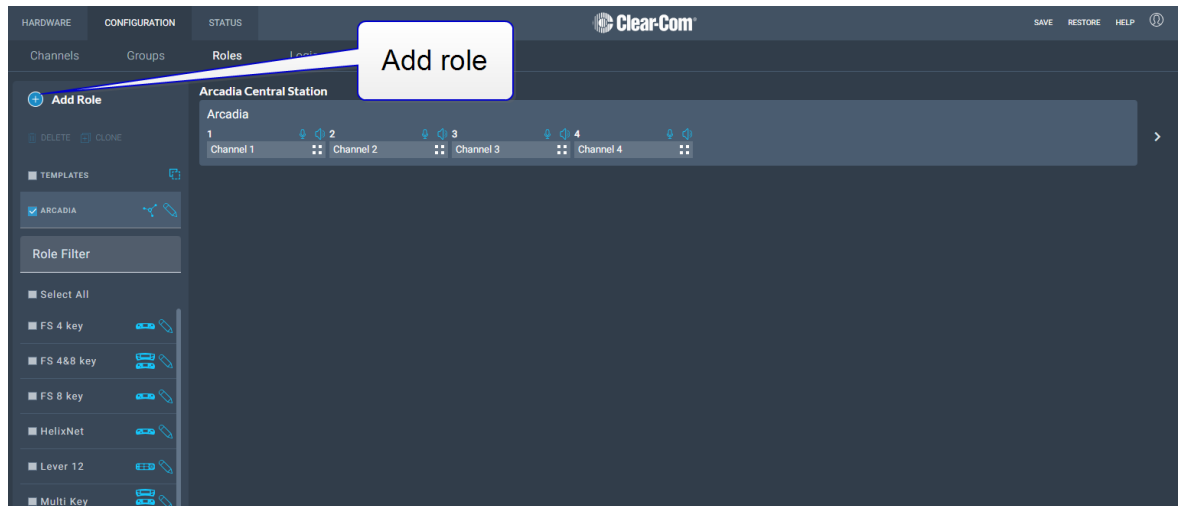 HARDWARE CONFIGURATION STATUS Clear-Com SAVE RESTORE HELP
Channels Groups Roles
Add role
Add Role
DELETE CLONE
TEMPLATES
ARCADIA
Role Filter
Select All
FS 4 key
FS 4&8 key
FS 8 key
HelixNet
Lever 12
Multi Key
Arcadia Central Station
Arcadia
1 2 3 4
Channel 1 Channel 2 Channel 3 Channel 4